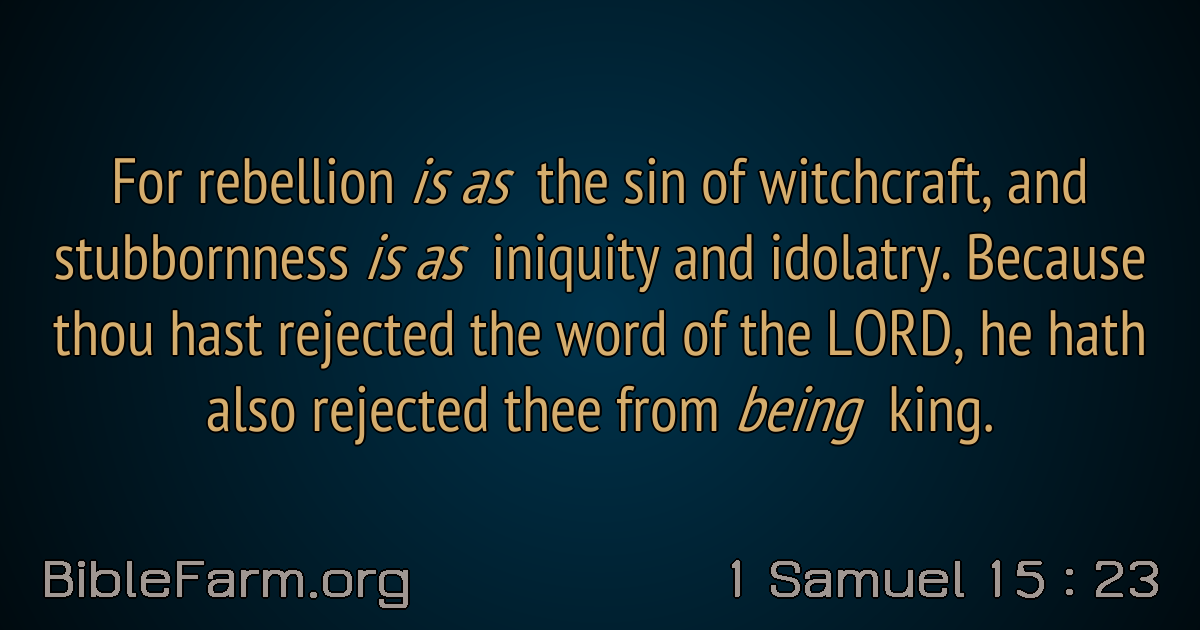 For rebellion is as the sin of witchcraft, and
stubbornness is as iniquity and idolatry. Because
thou hast rejected the word of the LORD, he hath
also rejected thee from being king.
BibleFarm.org
1 Samuel 15 : 23